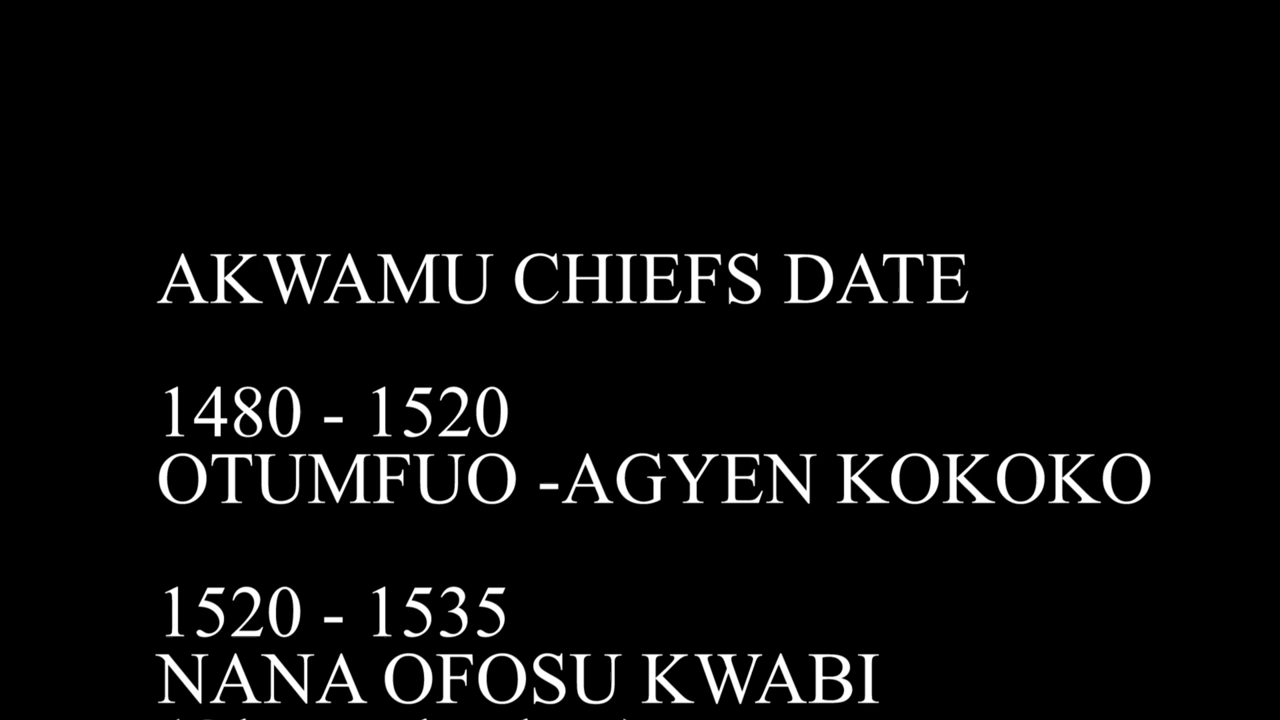 AKWAMU CHIEFS DATE
1480 - 1520
OTUMFUO -AGYEN KOKOKO
1520 - 1535
NANA OFOSU KWABI